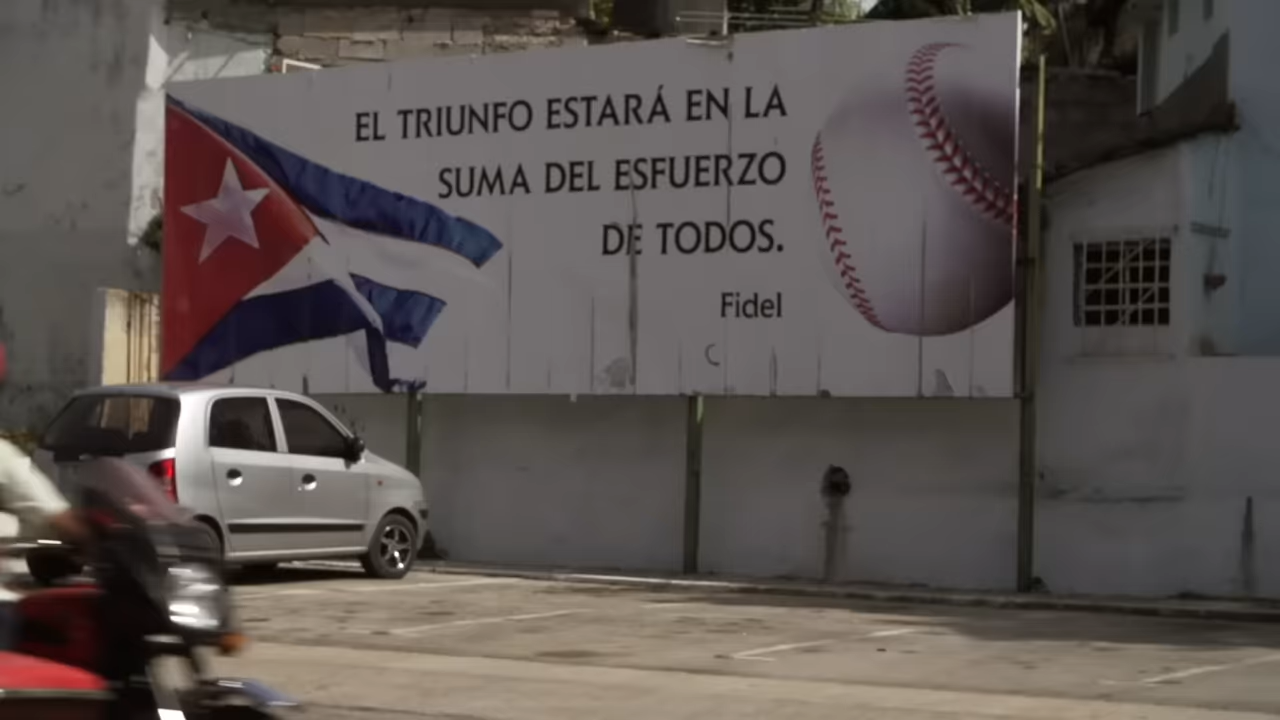 EL TRIUNFO ESTARÁ EN LA
SUMA DEL ESFUERZO
DE TODOS.
Fidel